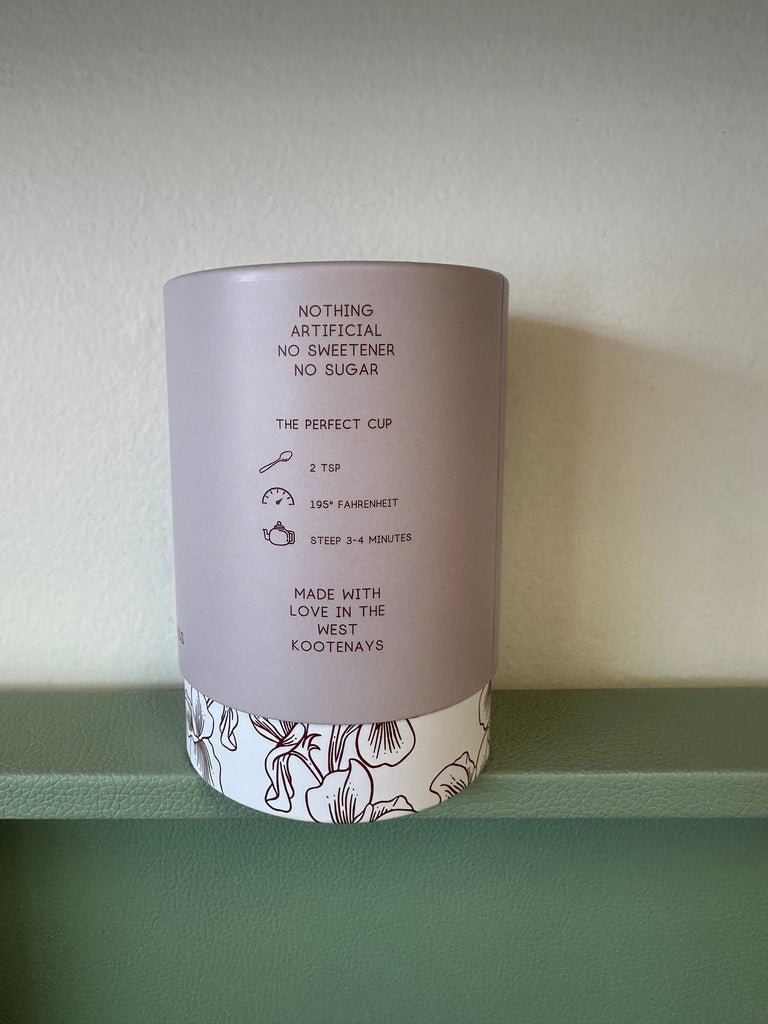 NOTHING
ARTIFICIAL
NO SWEETENER
NO SUGAR
THE PERFECT CUP
2 TSP
195° FAHRENHEIT
STEEP 3-4 MINUTES
MADE WITH
LOVE IN THE
WEST
KOOTENAYS